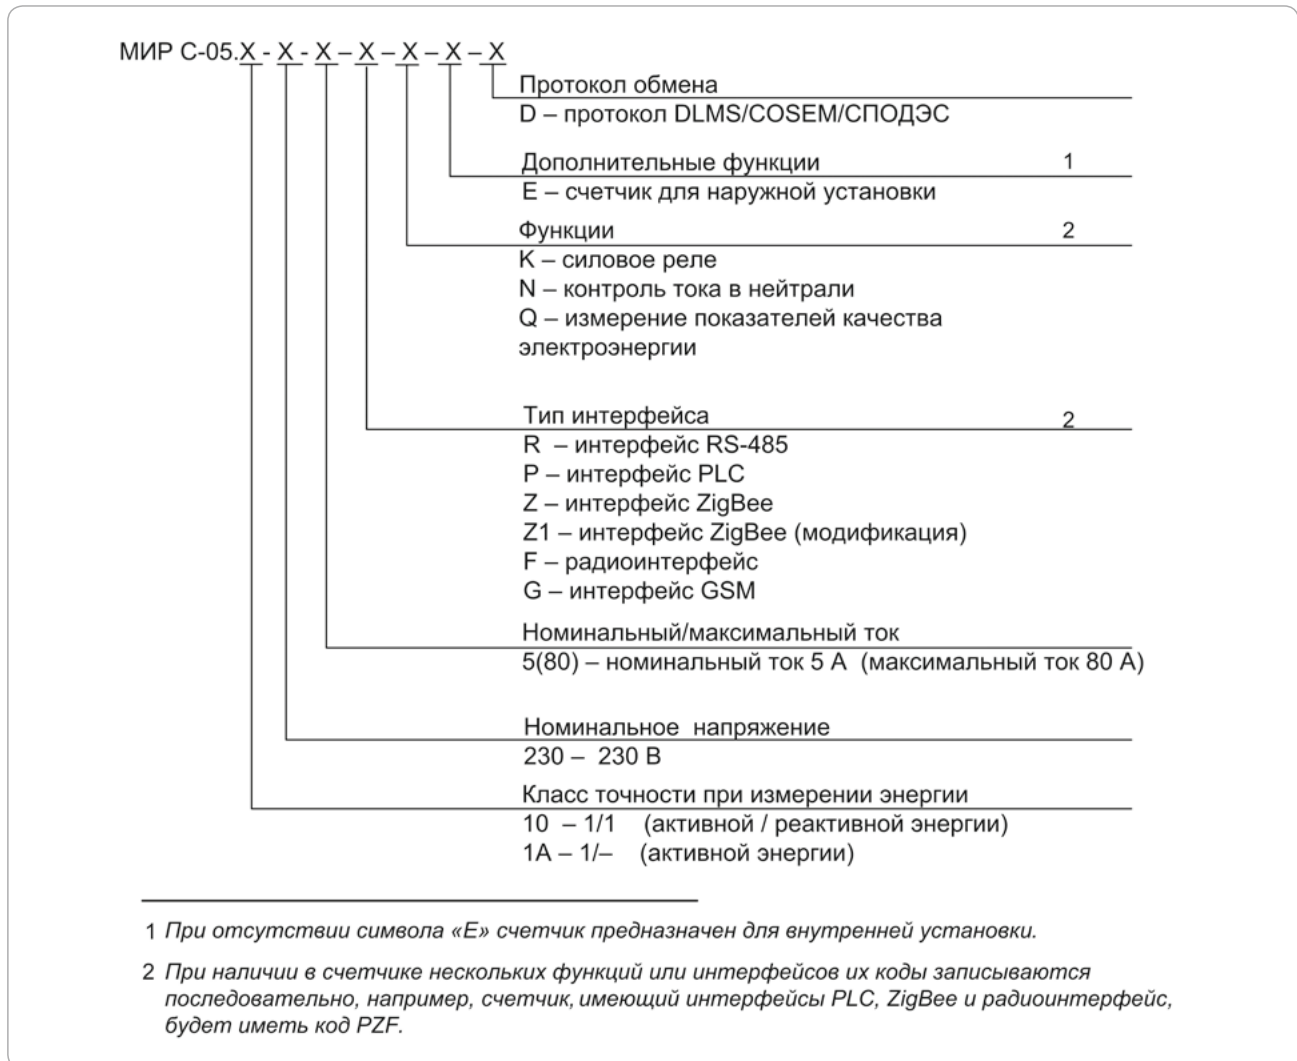 МИР С-05.X - X - X – X – X – X – X
Протокол обмена
D – протокол DLMS/COSEM/СПОДЭС
Дополнительные функции 1
E – счетчик для наружной установки
Функции 2
K – силовое реле
N – контроль тока в нейтрали
Q – измерение показателей качества
электроэнергии
Тип интерфейса 2
R – интерфейс RS-485
P – интерфейс PLC
Z – интерфейс ZigBee
Z1 – интерфейс ZigBee (модификация)
F – радиоинтерфейс
G – интерфейс GSM
Номинальный/максимальный ток
5(80) – номинальный ток 5 А (максимальный ток 80 А)
Номинальное напряжение
230 – 230 В
Класс точности при измерении энергии
10 – 1/1 (активной / реактивной энергии)
1А – 1/– (активной энергии)
1 При отсутствии символа «Е» счетчик предназначен для внутренней установки.
2 При наличии в счетчике нескольких функций или интерфейсов их коды записываются
последовательно, например, счетчик, имеющий интерфейсы PLC, ZigBee и радиоинтерфейс,
будет иметь код PZF.